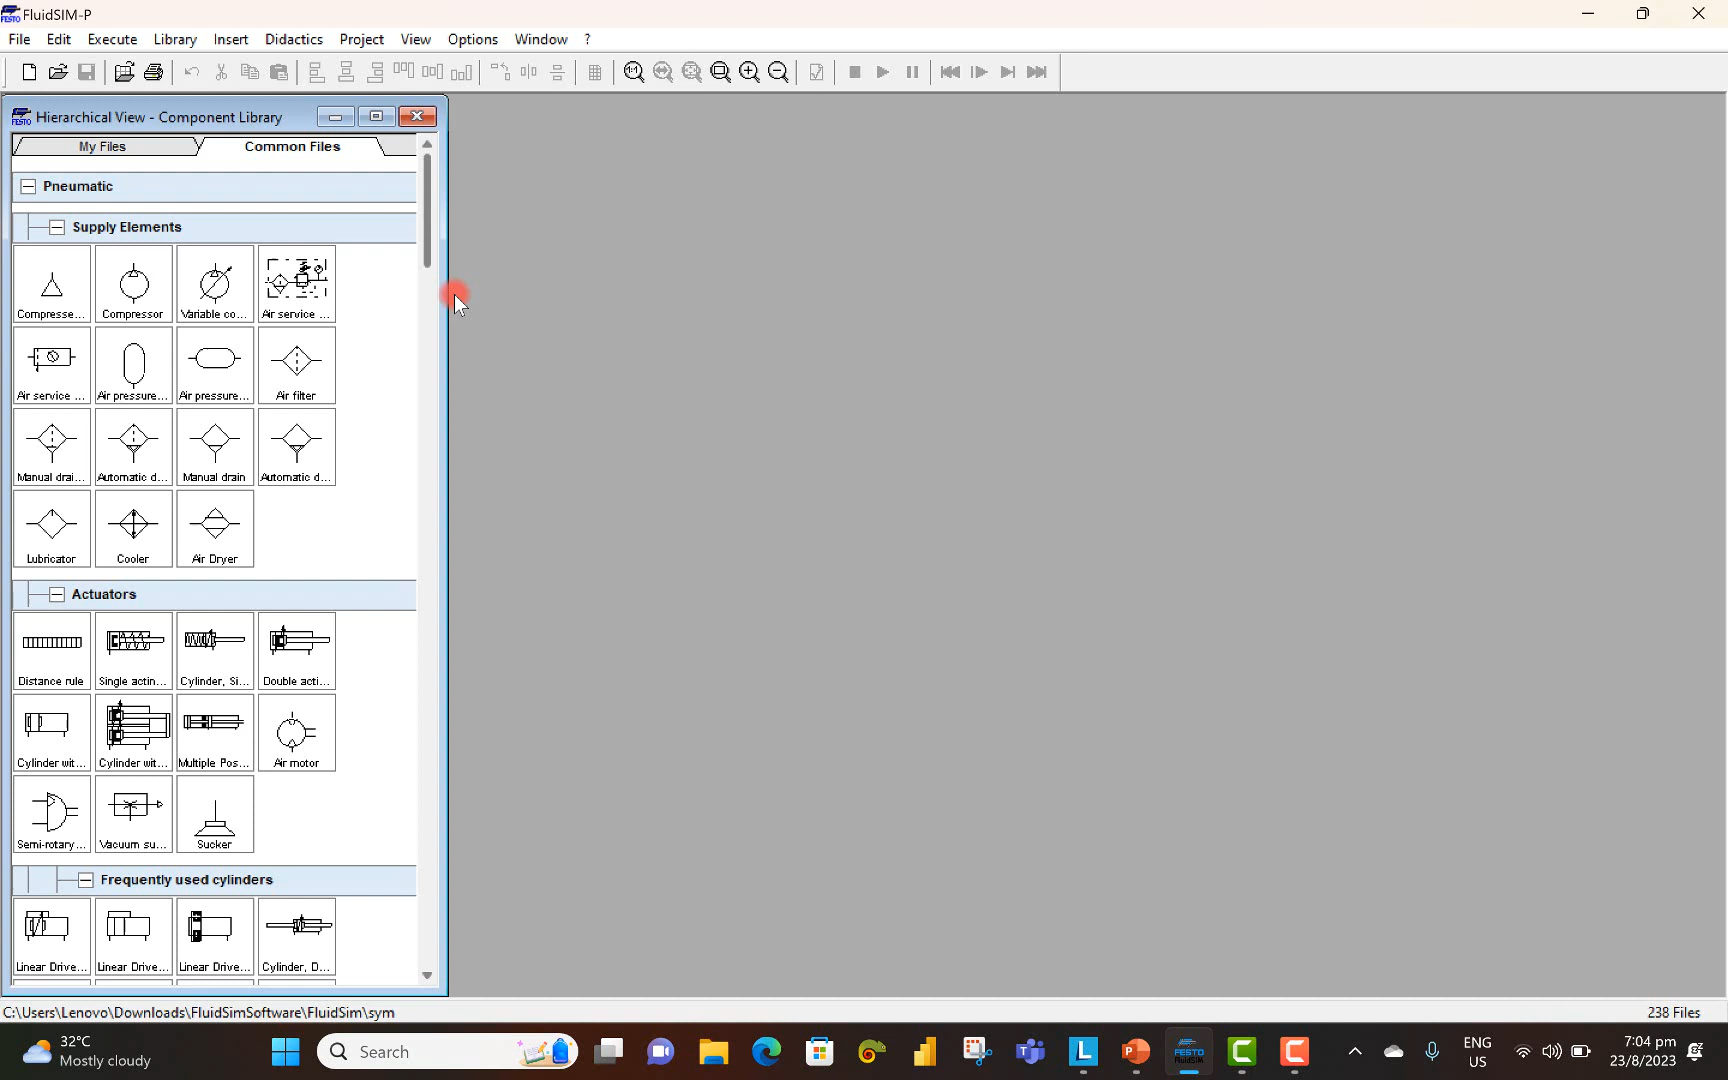 FluidSIM-P
File Edit Execute Library Insert Didactics Project View Options Window ?
Hierarchical View - Component Library
My Files Common Files
Pneumatic
Supply Elements
Compresse... Compressor Variable co... Air service ...
Air service ... Air pressure... Air pressure... Air filter
Manual drai... Automatic d... Manual drain Automatic d...
Lubricator Cooler Air Dryer
Actuators
Distance rule Single actin... Cylinder, Si... Double acti...
Cylinder wit... Cylinder wit... Multiple Pos... Air motor
Semi-rotary... Vacuum su... Sucker
Frequently used cylinders
Linear Drive... Linear Drive... Linear Drive... Cylinder, D...
C:\Users\Lenovo\Downloads\FluidSimSoftware\FluidSim\sym 238 Files
32°C
Mostly cloudy
Search
FESTO
FluidSIM
ENG
US
7:04 pm
23/8/2023